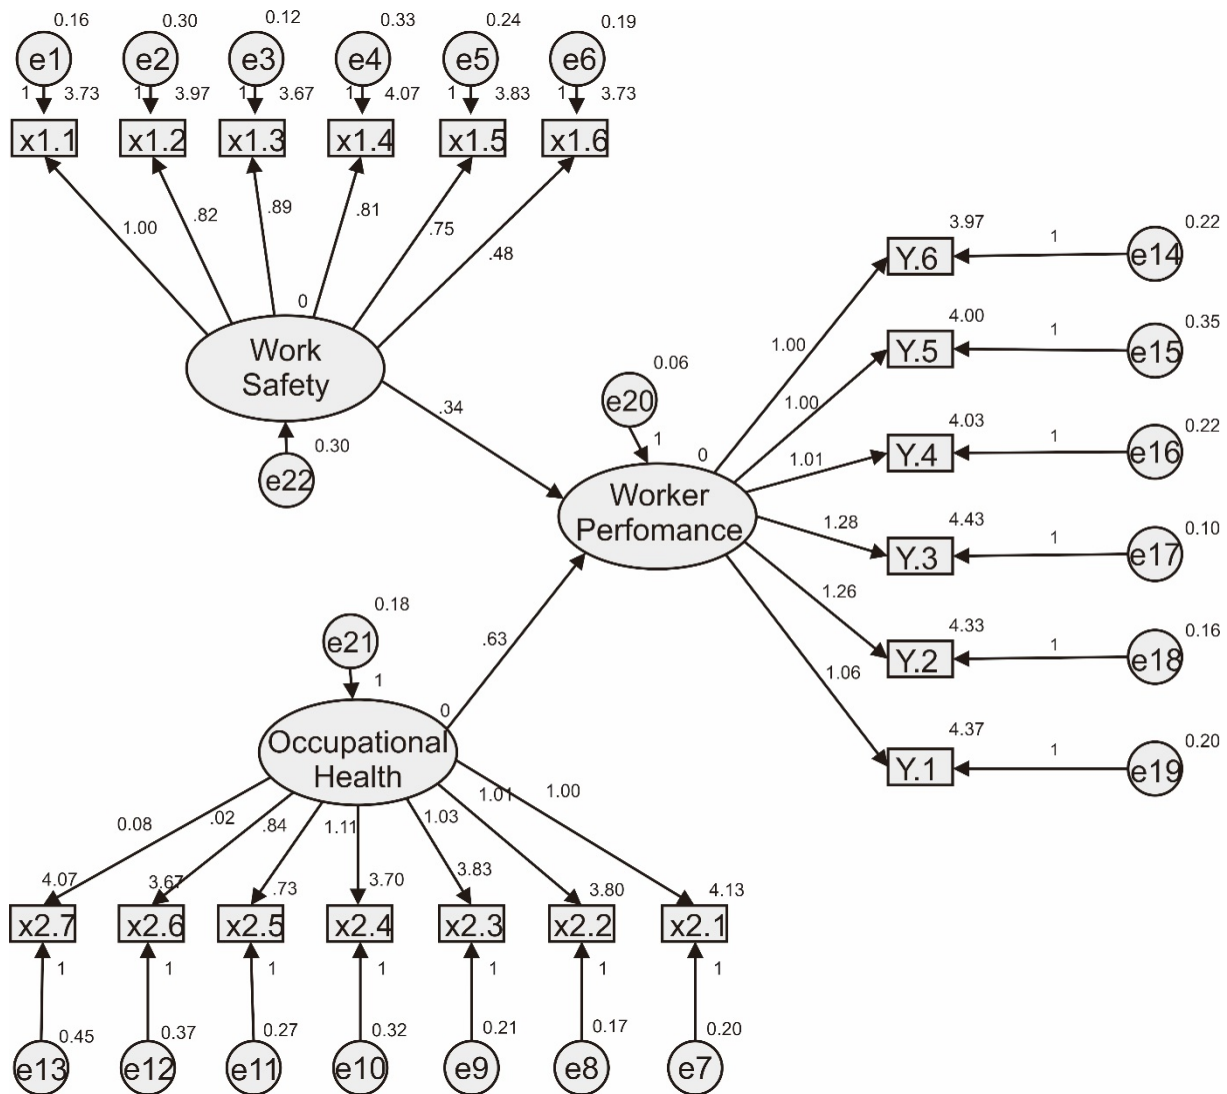 0.16 0.30 0.12 0.33 0.24 0.19
e1 e2 e3 e4 e5 e6
1 3.73 1 3.97 1 3.67 1 4.07 1 3.83 1 3.73
x1.1 x1.2 x1.3 x1.4 x1.5 x1.6
1.00 .82 .89 .81 .75 .48
0
Work
Safety
0.30
e22
.34
0.06
e20
1
0
Worker
Perfomance
1.00
1.00
1.01
1.28
1.26
1.06
3.97
Y.6
1
e14
0.22
4.00
Y.5
1
e15
0.35
4.03
Y.4
1
e16
0.22
4.43
Y.3
1
e17
0.10
4.33
Y.2
1
e18
0.16
4.37
Y.1
1
e19
0.20
0.18
e21
1
0
.63
Occupational
Health
0.08 .02 .84 1.11 1.03 1.01 1.00
4.07 3.67 .73 3.70 3.83 3.80 4.13
x2.7 x2.6 x2.5 x2.4 x2.3 x2.2 x2.1
1 1 1 1 1 1 1
0.45 0.37 0.27 0.32 0.21 0.17 0.20
e13 e12 e11 e10 e9 e8 e7